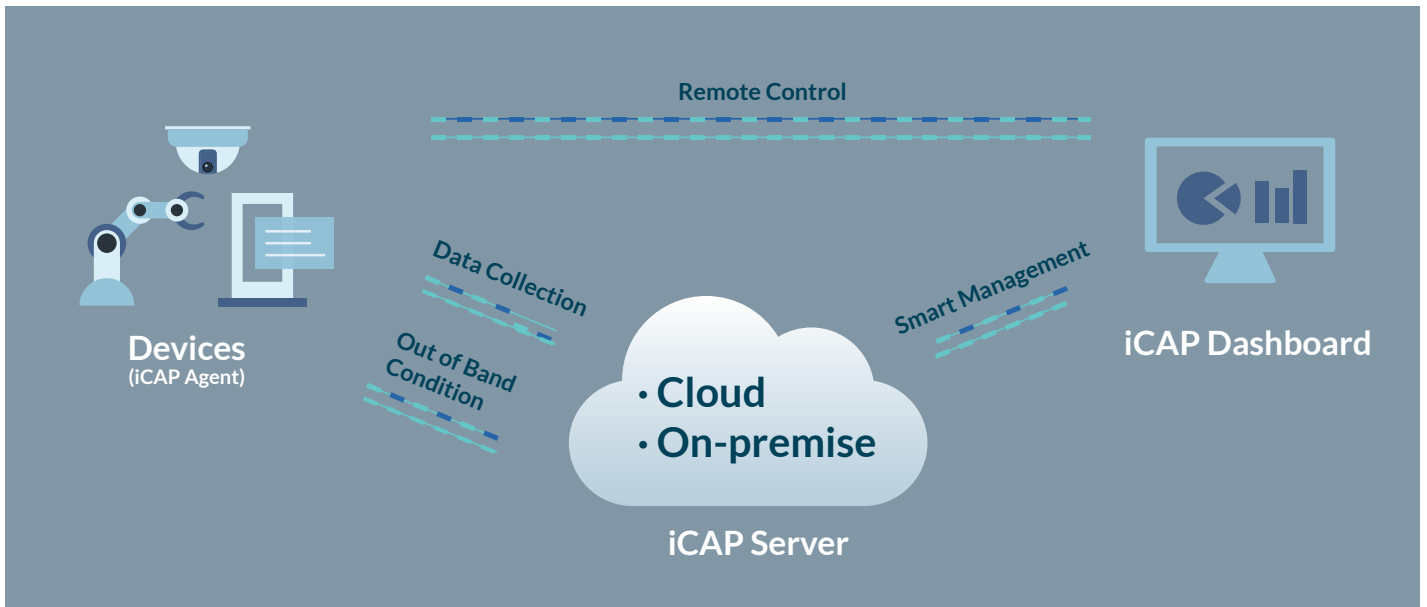 Remote Control
Data Collection
Smart Management
Out of Band
Condition
Devices
(iCAP Agent)
iCAP Dashboard
· Cloud
· On-premise
iCAP Server